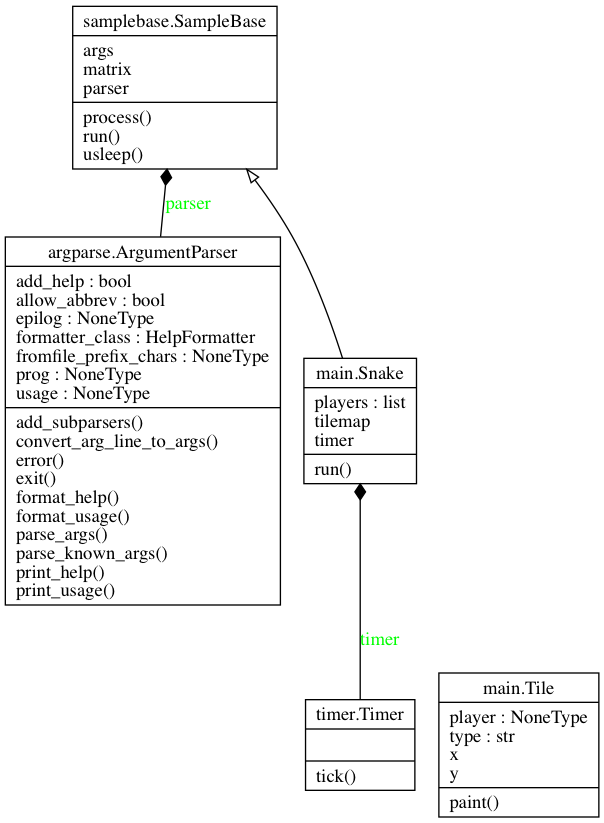 samplebase.SampleBase
args
matrix
parser
process()
run()
usleep()
parser
argparse.ArgumentParser
add_help : bool
allow_abbrev : bool
epilog : NoneType
formatter_class : HelpFormatter
fromfile_prefix_chars : NoneType
prog : NoneType
usage : NoneType
add_subparsers()
convert_arg_line_to_args()
error()
exit()
format_help()
format_usage()
parse_args()
parse_known_args()
print_help()
print_usage()
main.Snake
players : list
tilemap
timer
run()
timer
timer.Timer
tick()
main.Tile
player : NoneType
type : str
x
y
paint()